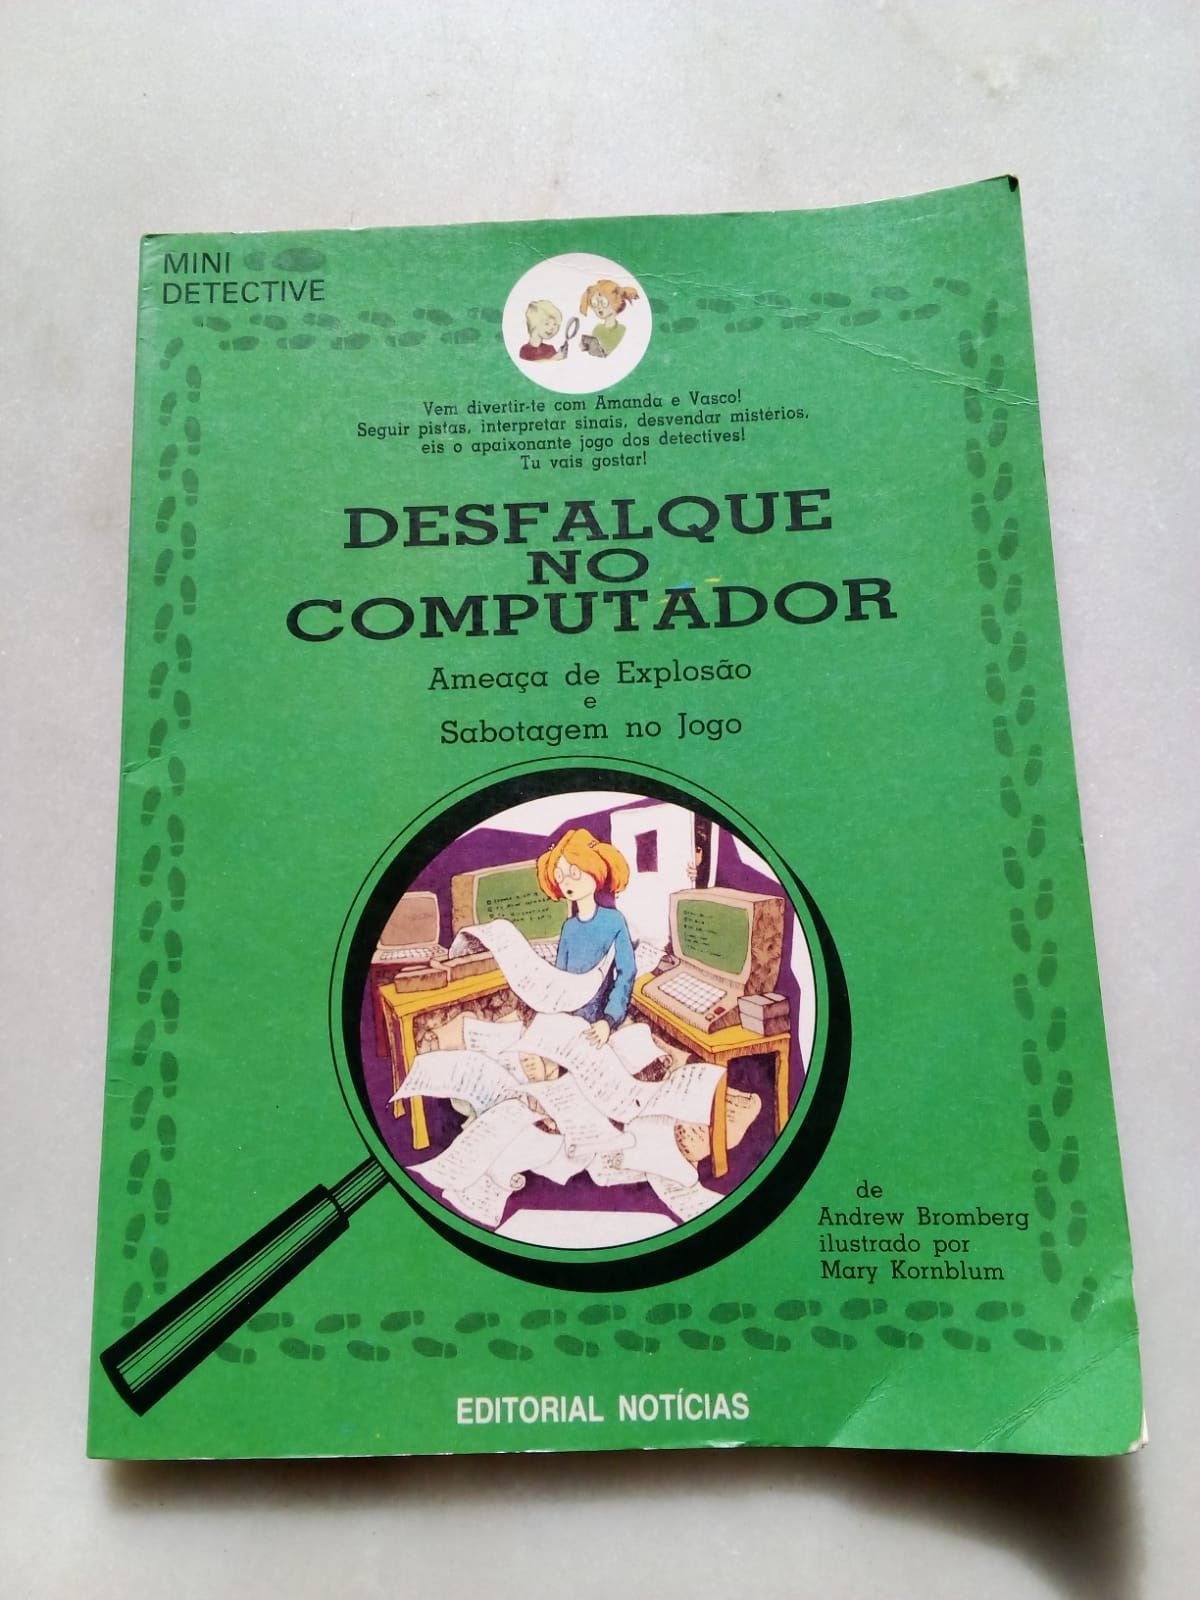 MINI
DETECTIVE
Vem divertir-te com Amanda e Vasco!
Seguir pistas, interpretar sinais, desvendar mistérios,
eis o apaixonante jogo dos detectives!
Tu vais gostar!
DESFALQUE
NO
COMPUTADOR
Ameaça de Explosão
e
Sabotagem no Jogo
de
Andrew Bromberg
ilustrado por
Mary Kornblum
EDITORIAL NOTÍCIAS